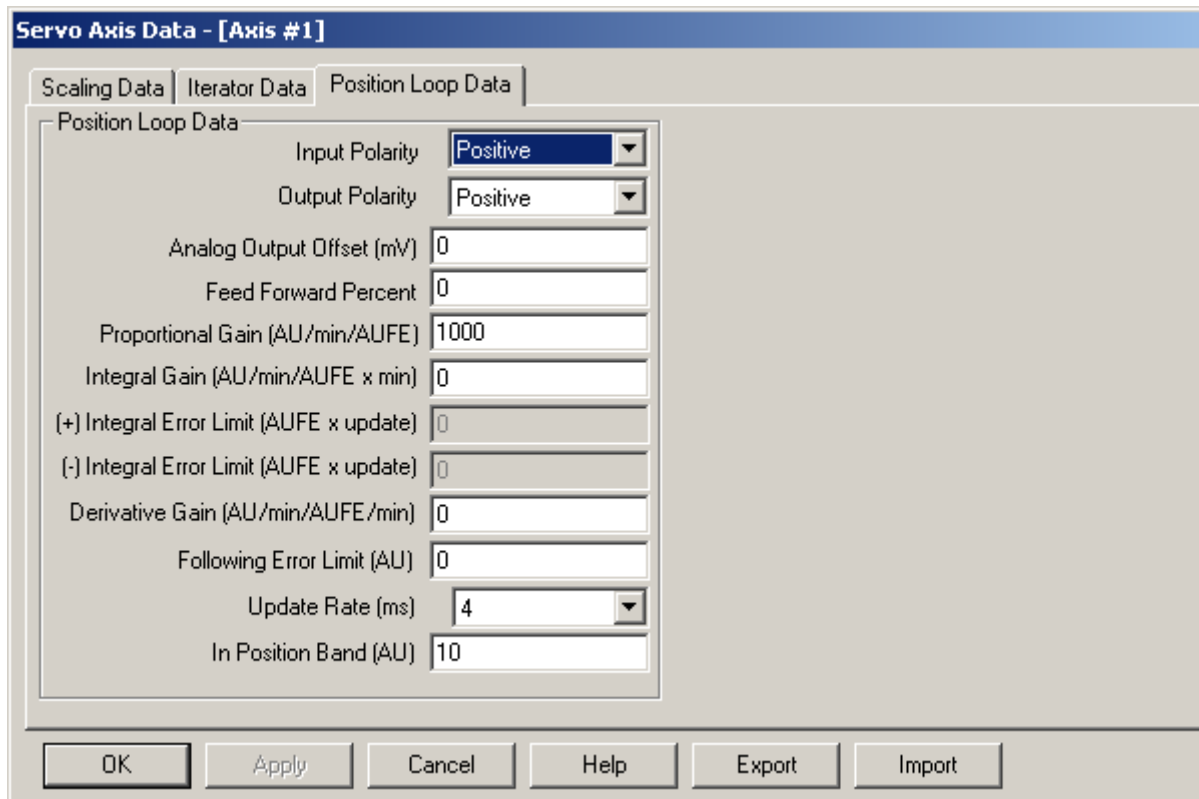 Servo Axis Data - [Axis #1]
Scaling Data Iterator Data Position Loop Data
Position Loop Data
Input Polarity Positive
Output Polarity Positive
Analog Output Offset (mV) 0
Feed Forward Percent 0
Proportional Gain (AU/min/AUFE) 1000
Integral Gain (AU/min/AUFE x min) 0
(+) Integral Error Limit (AUFE x update) 0
(-) Integral Error Limit (AUFE x update) 0
Derivative Gain (AU/min/AUFE/min) 0
Following Error Limit (AU) 0
Update Rate (ms) 4
In Position Band (AU) 10
OK Apply Cancel Help Export Import